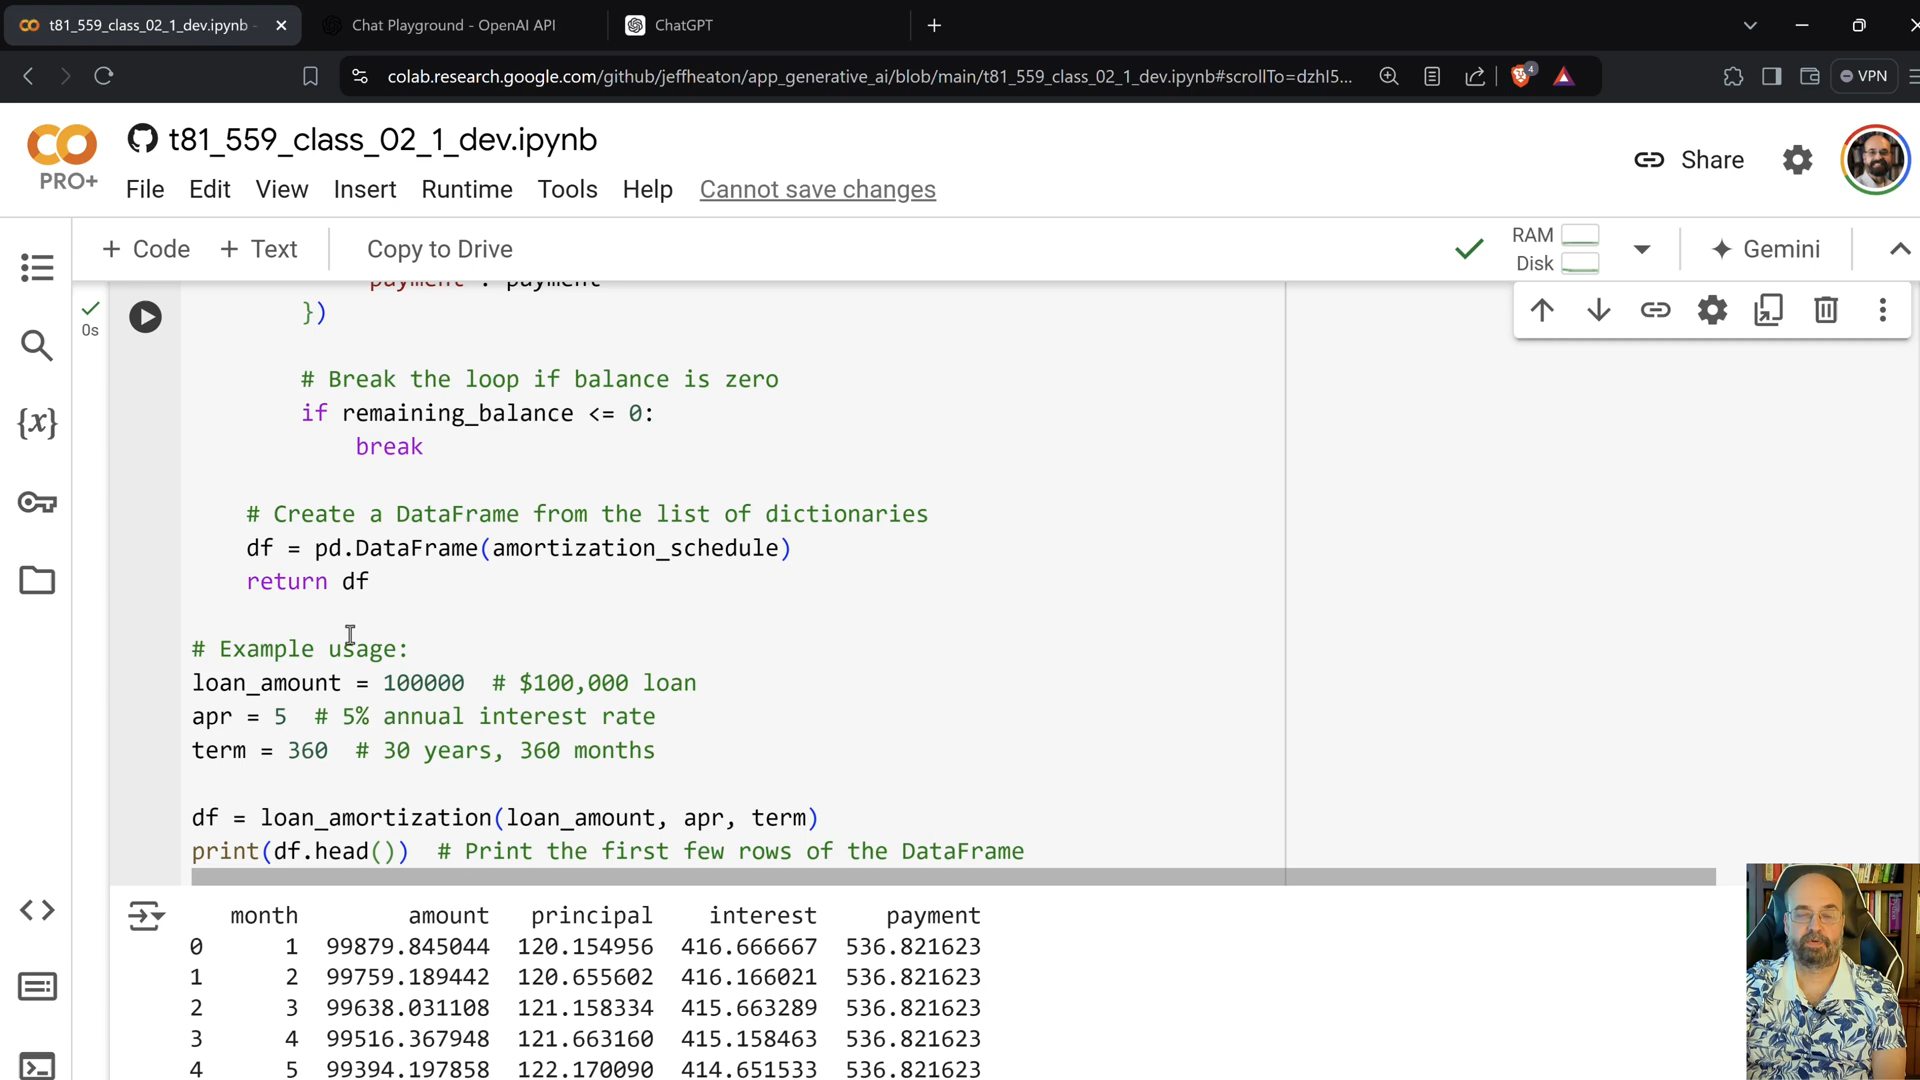 t81_559_class_02_1_dev.ipynb -
Chat Playground - OpenAI API
ChatGPT
colab.research.google.com/github/jeffheaton/app_generative_ai/blob/main/t81_559_class_02_1_dev.ipynb#scrollTo=dzhI5...
4
VPN
PRO+
t81_559_class_02_1_dev.ipynb
Share
File Edit View Insert Runtime Tools Help Cannot save changes
+ Code + Text Copy to Drive
RAM
Disk
Gemini
{x}
0s
payment : payment
})
# Break the loop if balance is zero
if remaining_balance <= 0:
break
# Create a DataFrame from the list of dictionaries
df = pd.DataFrame(amortization_schedule)
return df
# Example usage:
loan_amount = 100000 # $100,000 loan
apr = 5 # 5% annual interest rate
term = 360 # 30 years, 360 months
df = loan_amortization(loan_amount, apr, term)
print(df.head()) # Print the first few rows of the DataFrame
month amount principal interest payment
0 1 99879.845044 120.154956 416.666667 536.821623
1 2 99759.189442 120.655602 416.166021 536.821623
2 3 99638.031108 121.158334 415.663289 536.821623
3 4 99516.367948 121.663160 415.158463 536.821623
4 5 99394.197858 122.170090 414.651533 536.821623